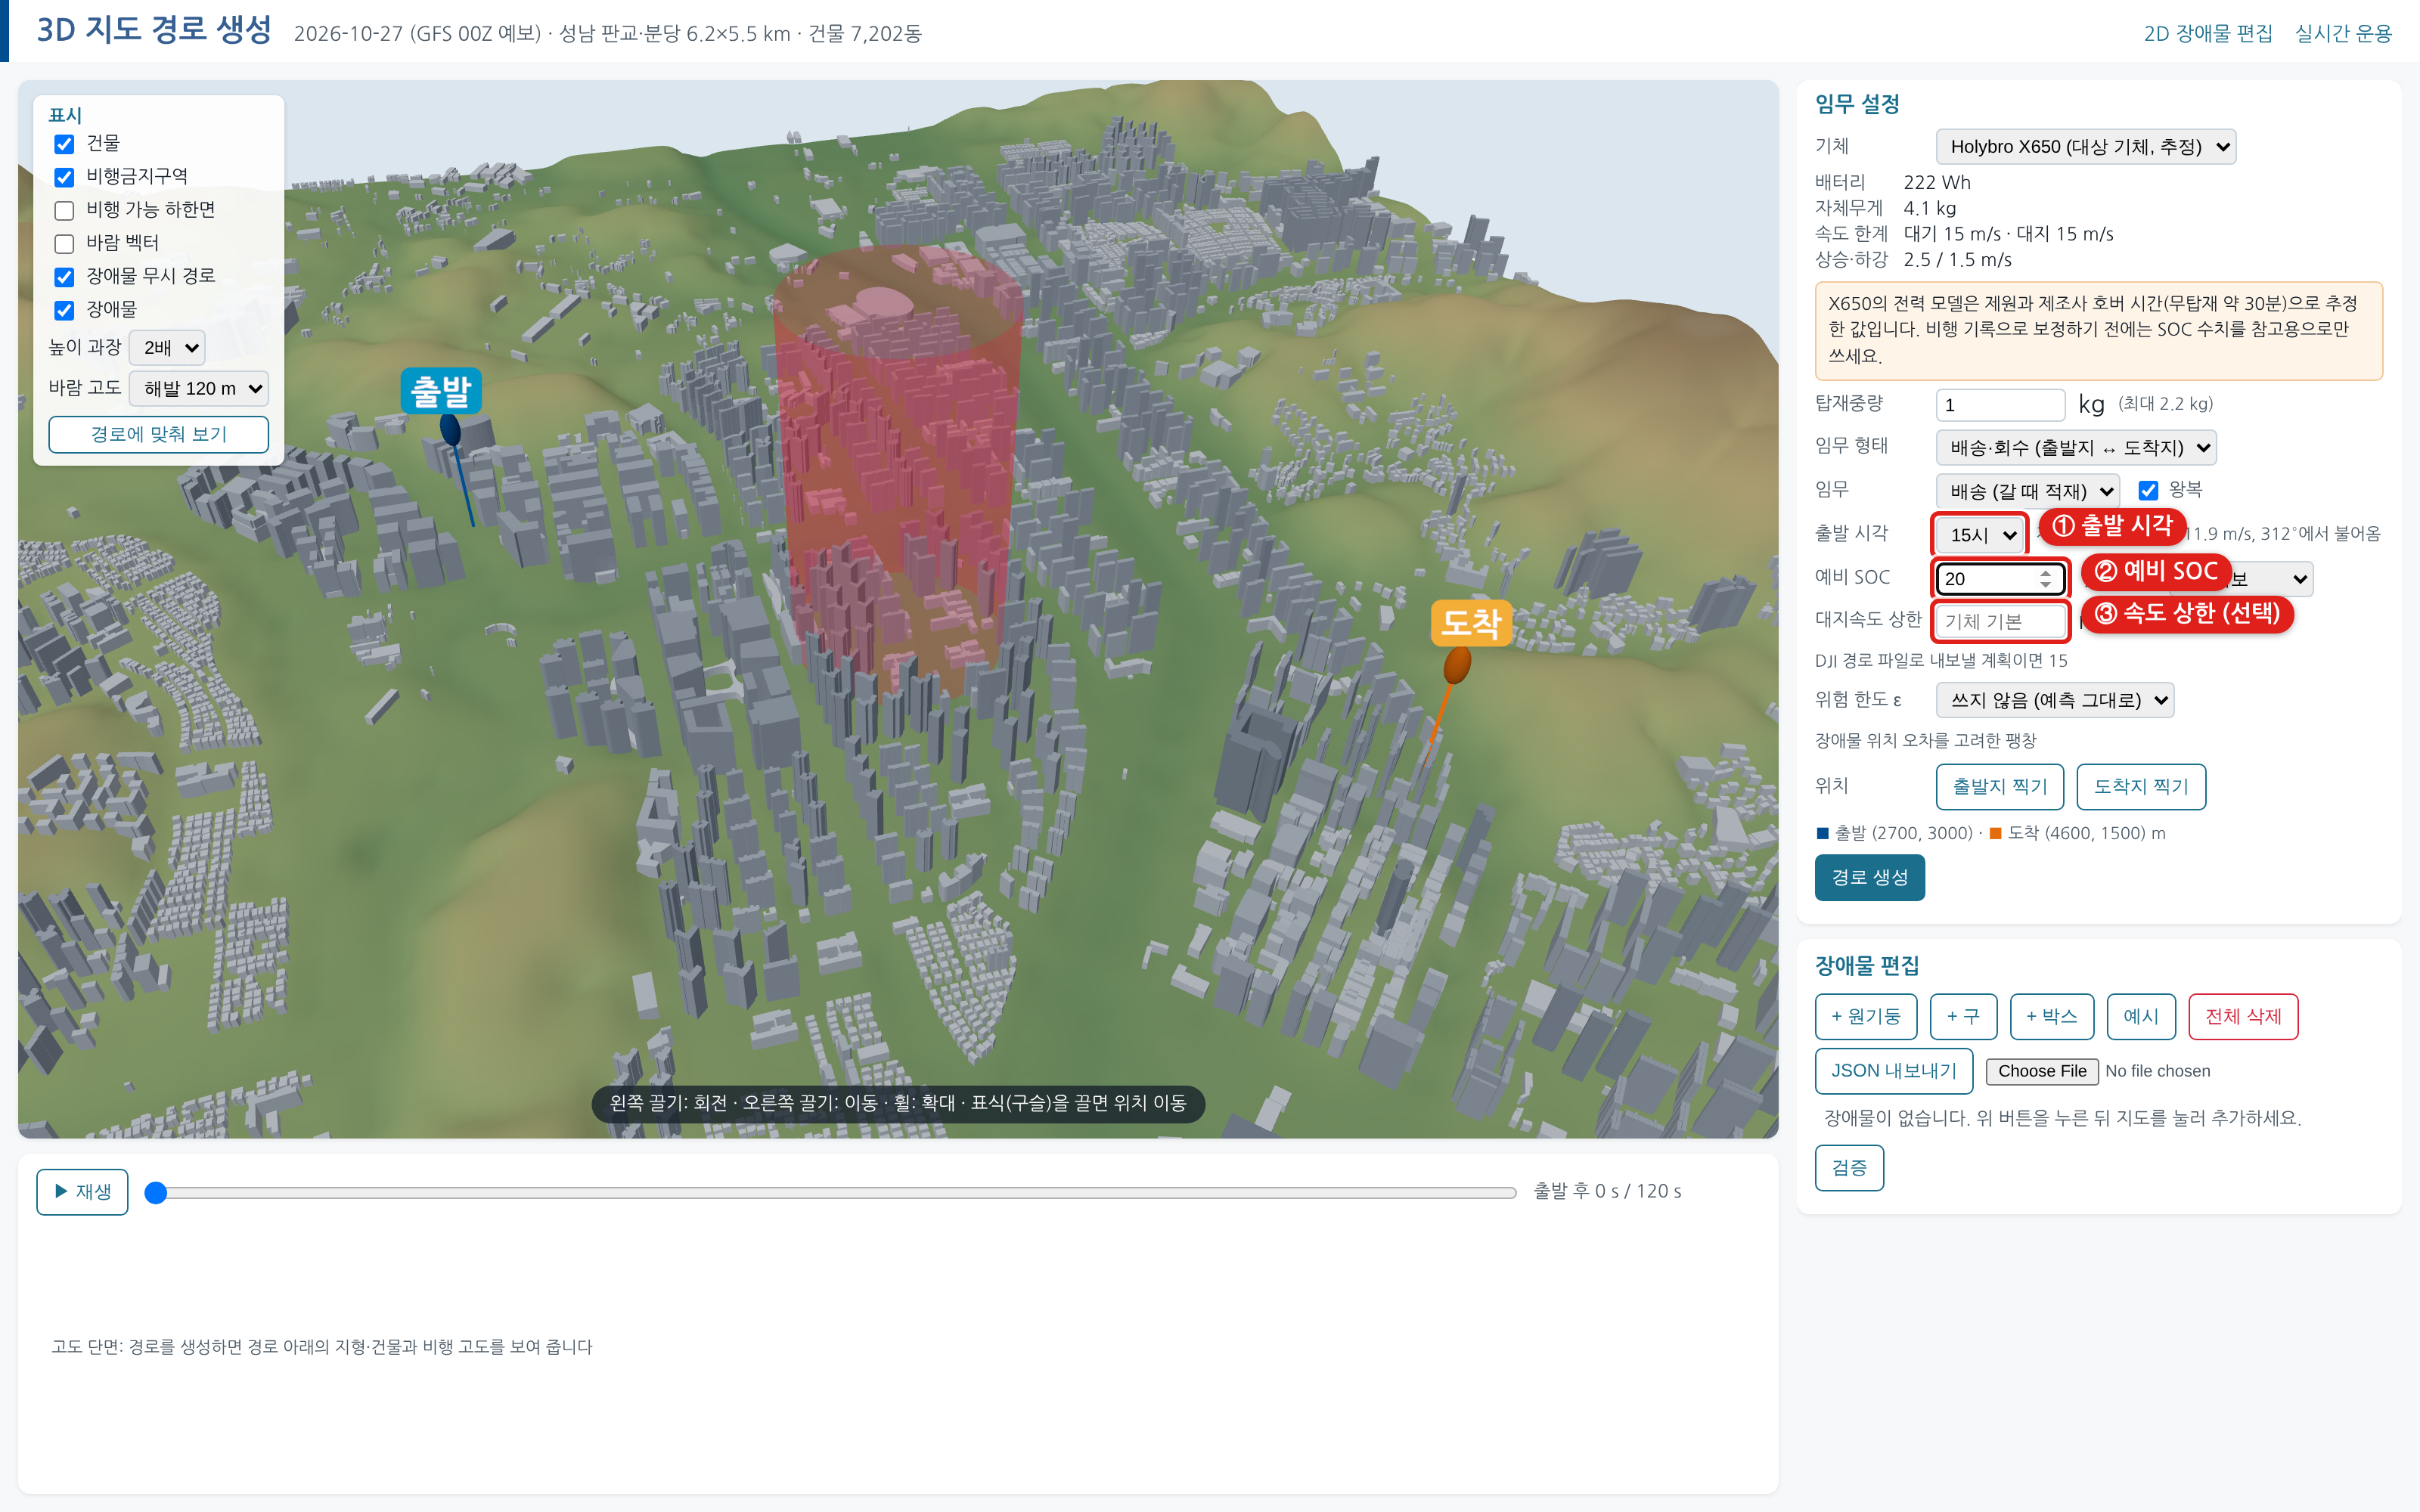 3D 지도 경로 생성
2026-10-27 (GFS 00Z 예보) · 성남 판교·분당 6.2×5.5 km · 건물 7,202동
2D 장애물 편집
실시간 운용
표시
건물
비행금지구역
비행 가능 하한면
바람 벡터
장애물 무시 경로
장애물
높이 과장 2배
바람 고도 해발 120 m
경로에 맞춰 보기
출발
도착
왼쪽 끌기: 회전 · 오른쪽 끌기: 이동 · 휠: 확대 · 표식(구슬)을 끌면 위치 이동
▶ 재생
출발 후 0 s / 120 s
고도 단면: 경로를 생성하면 경로 아래의 지형·건물과 비행 고도를 보여 줍니다
임무 설정
기체 Holybro X650 (대상 기체, 추정)
배터리 222 Wh
자체무게 4.1 kg
속도 한계 대기 15 m/s · 대지 15 m/s
상승·하강 2.5 / 1.5 m/s
X650의 전력 모델은 제원과 제조사 호버 시간(무탑재 약 30분)으로 추정
한 값입니다. 비행 기록으로 보정하기 전에는 SOC 수치를 참고용으로만
쓰세요.
탑재중량 1 kg (최대 2.2 kg)
임무 형태 배송·회수 (출발지 ↔ 도착지)
임무 배송 (갈 때 적재) 왕복
출발 시각 15시 ① 출발 시각 11.9 m/s, 312°에서 불어옴
예비 SOC 20 ② 예비 SOC 보
대지속도 상한 기체 기본 ③ 속도 상한 (선택)
DJI 경로 파일로 내보낼 계획이면 15
위험 한도 ε 쓰지 않음 (예측 그대로)
장애물 위치 오차를 고려한 팽창
위치 출발지 찍기 도착지 찍기
출발 (2700, 3000) · 도착 (4600, 1500) m
경로 생성
장애물 편집
+ 원기둥 + 구 + 박스 예시 전체 삭제
JSON 내보내기 Choose File No file chosen
장애물이 없습니다. 위 버튼을 누른 뒤 지도를 눌러 추가하세요.
검증